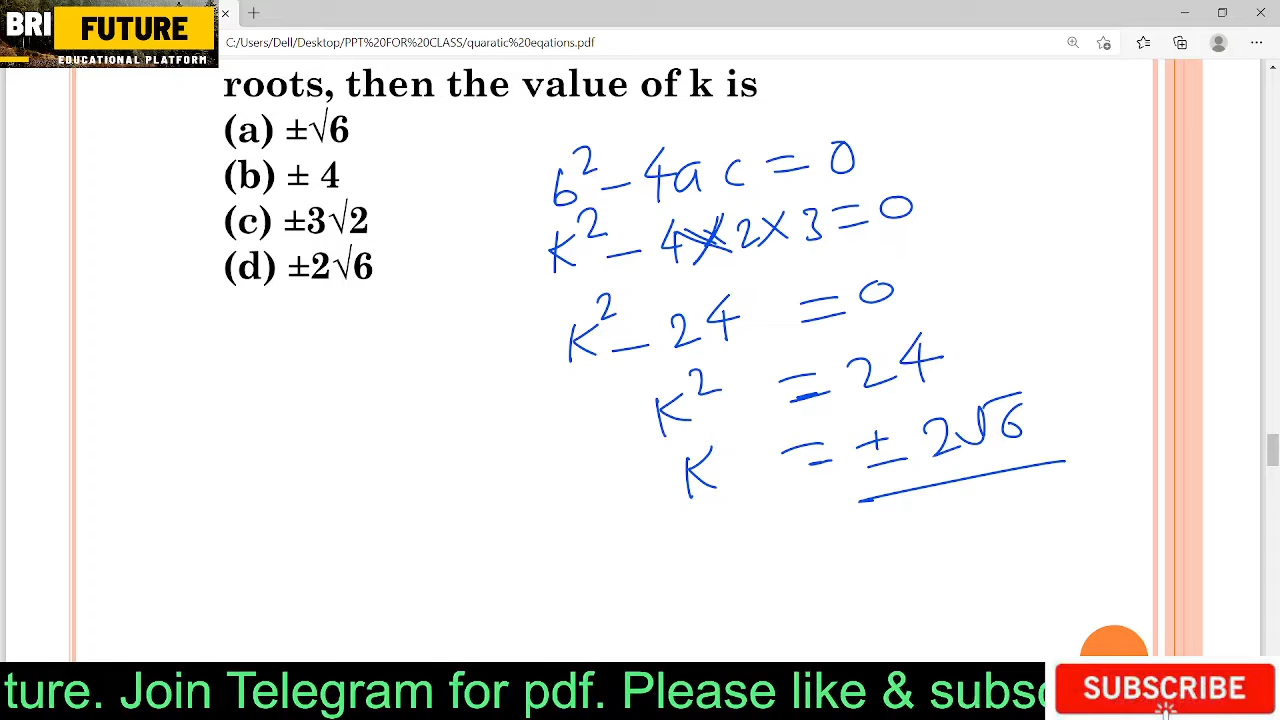 BRI FUTURE
EDUCATIONAL PLATFORM
C:/Users/Dell/Desktop/PPT%20FOR%20CLASS/quaratic%20eqations.pdf
roots, then the value of k is
(a) ±√6
(b) ± 4
(c) ±3√2
(d) ±2√6
b² - 4ac = 0
K² - 4×2×3 = 0
K² - 24 = 0
K² = 24
K = ± 2√6
ture. Join Telegram for pdf. Please like & subs
SUBSCRIBE